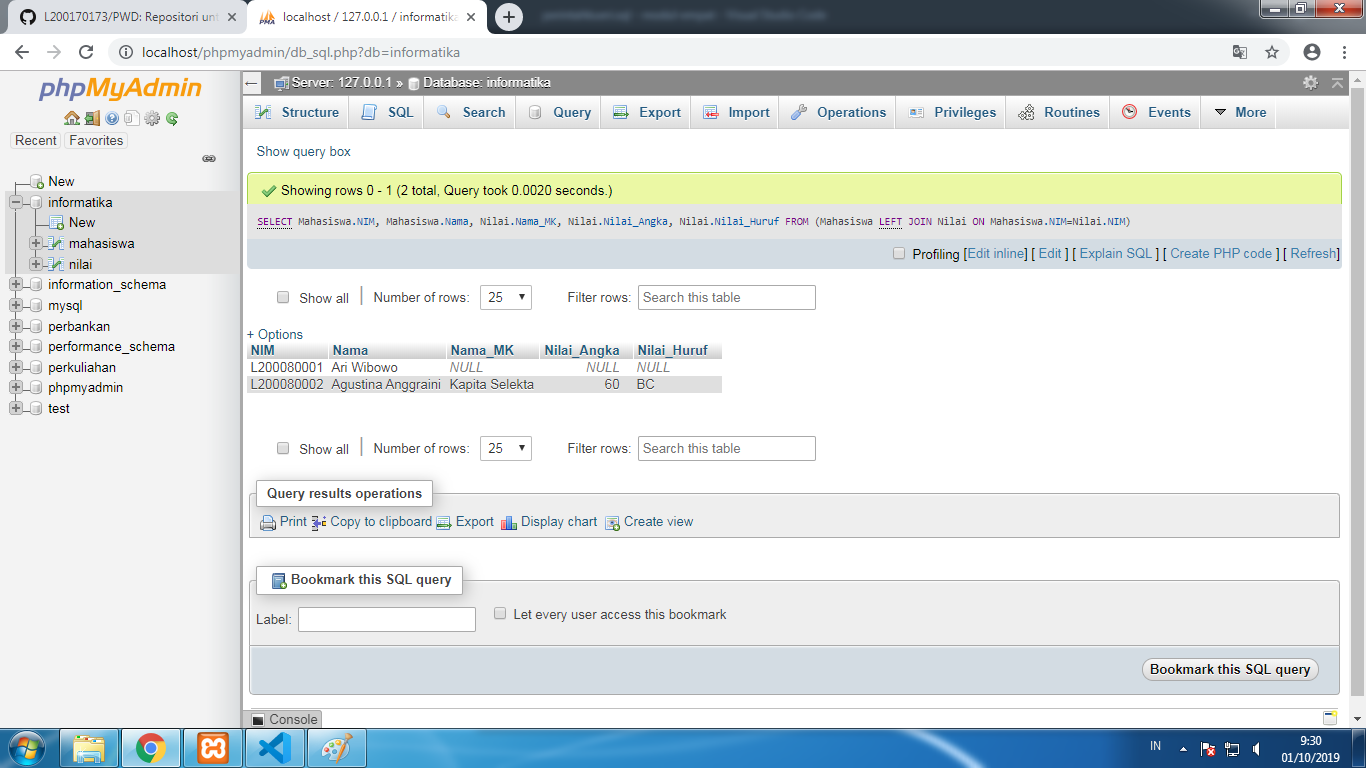 L200170173/PWD: Repositori unt
localhost / 127.0.0.1 / informatika
localhost/phpmyadmin/db_sql.php?db=informatika
phpMyAdmin
Recent Favorites
New
informatika
New
mahasiswa
nilai
information_schema
mysql
perbankan
performance_schema
perkuliahan
phpmyadmin
test
Server: 127.0.0.1 » Database: informatika
Structure SQL Search Query Export Import Operations Privileges Routines Events More
Show query box
Showing rows 0 - 1 (2 total, Query took 0.0020 seconds.)
SELECT Mahasiswa.NIM, Mahasiswa.Nama, Nilai.Nama_MK, Nilai.Nilai_Angka, Nilai.Nilai_Huruf FROM (Mahasiswa LEFT JOIN Nilai ON Mahasiswa.NIM=Nilai.NIM)
Profiling [Edit inline] [ Edit ] [ Explain SQL ] [ Create PHP code ] [ Refresh]
Show all Number of rows: 25 Filter rows: Search this table
+ Options
NIM Nama Nama_MK Nilai_Angka Nilai_Huruf
L200080001 Ari Wibowo NULL NULL NULL
L200080002 Agustina Anggraini Kapita Selekta 60 BC
Show all Number of rows: 25 Filter rows: Search this table
Query results operations
Print Copy to clipboard Export Display chart Create view
Bookmark this SQL query
Label: Let every user access this bookmark
Bookmark this SQL query
Console
IN
9:30
01/10/2019